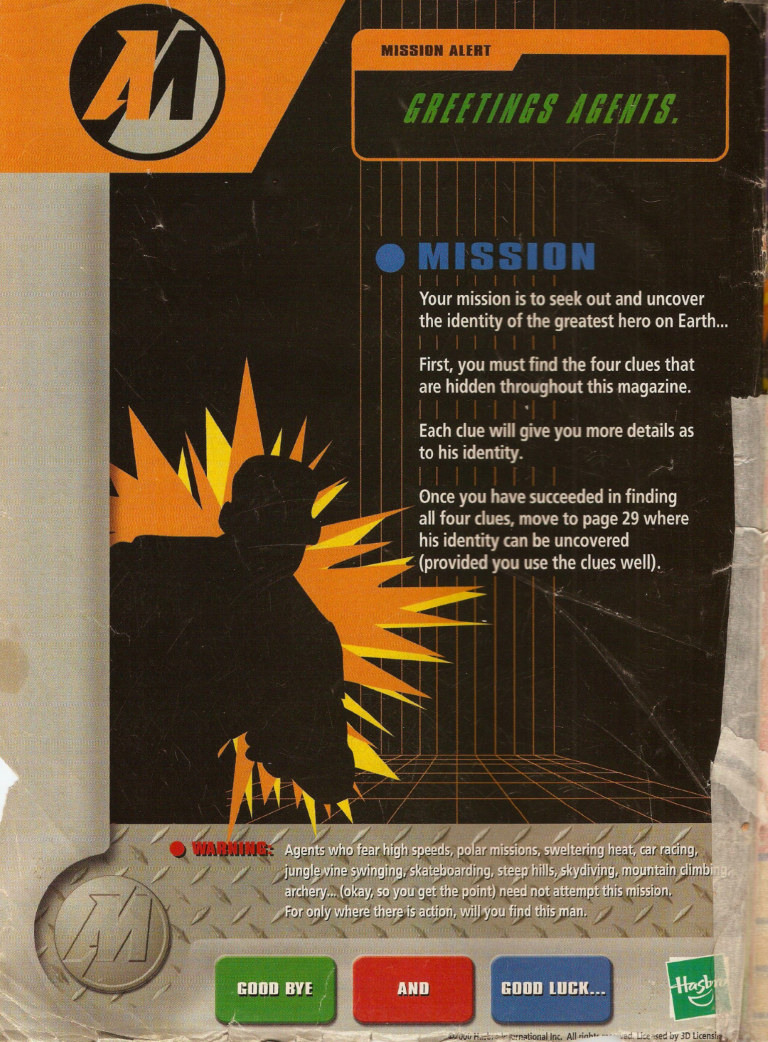 AM
MISSION ALERT
GREETINGS AGENTS.
MISSION
Your mission is to seek out and uncover
the identity of the greatest hero on Earth...
First, you must find the four clues that
are hidden throughout this magazine.
Each clue will give you more details as
to his identity.
Once you have succeeded in finding
all four clues, move to page 29 where
his identity can be uncovered
(provided you use the clues well).
WARNING: Agents who fear high speeds, polar missions, sweltering heat, car racing,
jungle vine swinging, skateboarding, steep hills, skydiving, mountain climbing,
archery... (okay, so you get the point) need not attempt this mission.
For only where there is action, will you find this man.
AM
GOOD BYE AND GOOD LUCK...
Hasbro
International Inc. All rights Licensed by 3D